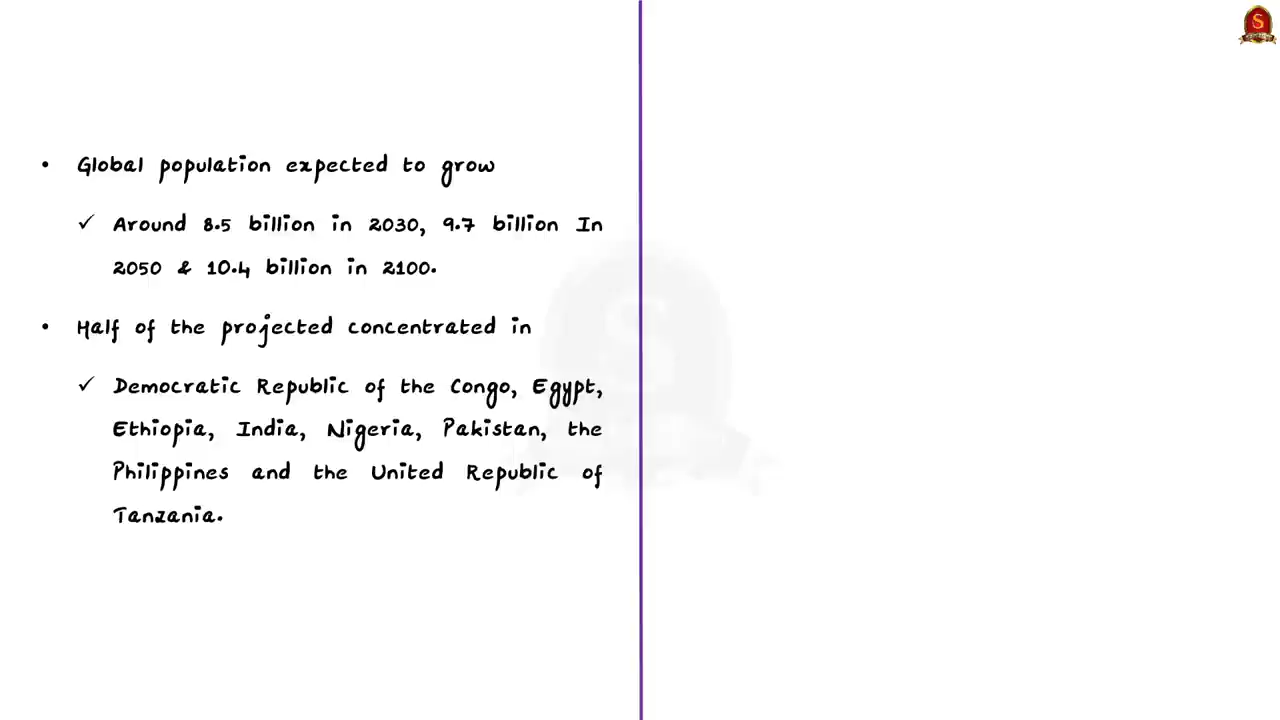 • Global population expected to grow
✓ Around 8.5 billion in 2030, 9.7 billion In
2050 & 10.4 billion in 2100.
• Half of the projected concentrated in
✓ Democratic Republic of the Congo, Egypt,
Ethiopia, India, Nigeria, Pakistan, the
Philippines and the United Republic of
Tanzania.
S
S